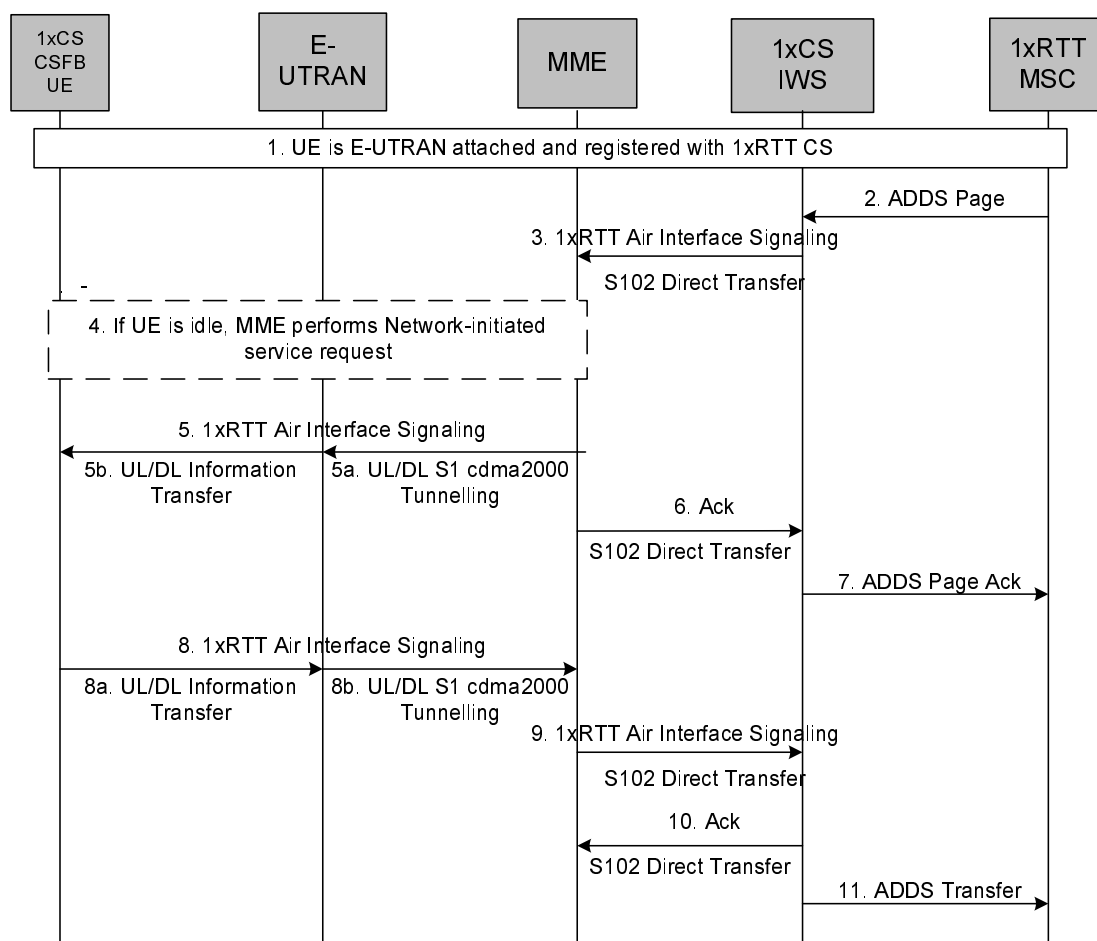 1xCS
CSFB
UE
E-
UTRAN
MME
1xCS
IWS
1xRTT
MSC
1. UE is E-UTRAN attached and registered with 1xRTT CS
2. ADDS Page
3. 1xRTT Air Interface Signaling
S102 Direct Transfer
4. If UE is idle, MME performs Network-initiated
service request
5. 1xRTT Air Interface Signaling
5b. UL/DL Information
Transfer
5a. UL/DL S1 cdma2000
Tunnelling
6. Ack
S102 Direct Transfer
7. ADDS Page Ack
8. 1xRTT Air Interface Signaling
8a. UL/DL Information
Transfer
8b. UL/DL S1 cdma2000
Tunnelling
9. 1xRTT Air Interface Signaling
S102 Direct Transfer
10. Ack
S102 Direct Transfer
11. ADDS Transfer